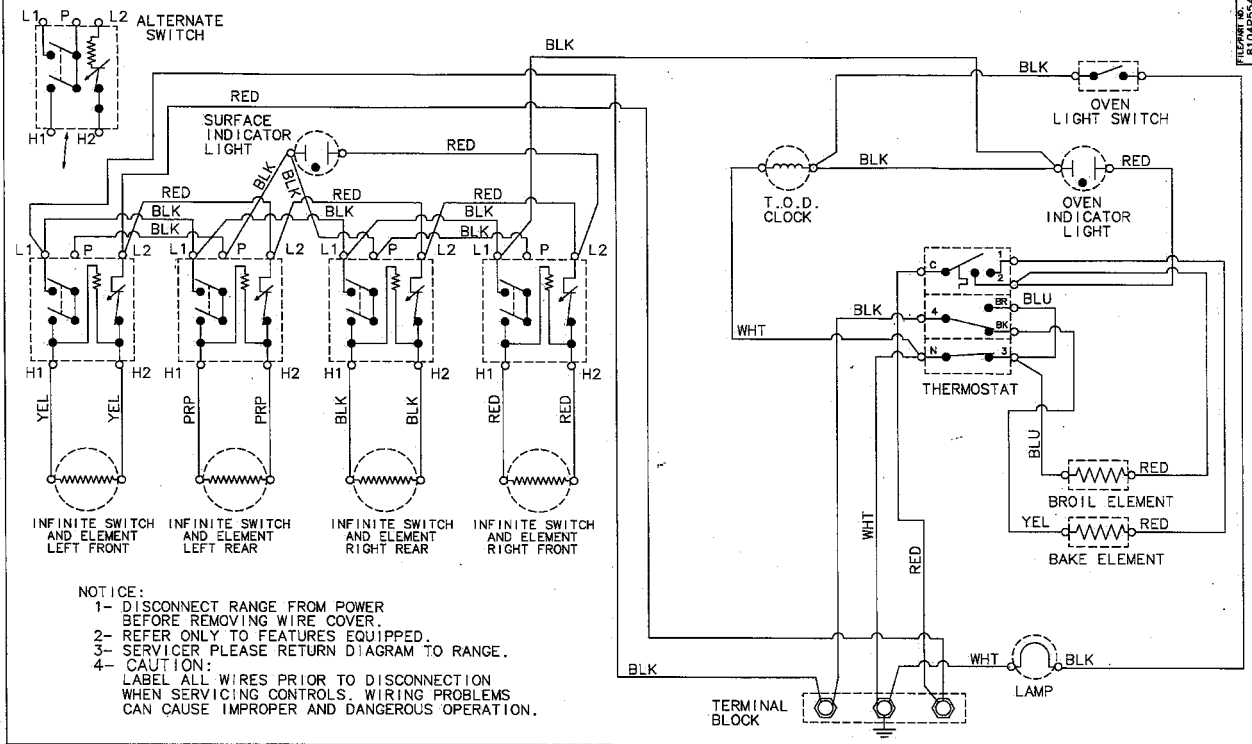 L1 P L2 ALTERNATE
SWITCH
H1 H2
FILE/PART NO.
BLK
RED
SURFACE
INDICATOR
LIGHT
RED
BLK
BLK
RED
BLK
BLK
RED
BLK
BLK
RED
BLK
L1 P L2
L1 P L2
L1 P L2
L1 P L2
H1 H2
H1 H2
H1 H2
H1 H2
YEL YEL
PRP PRP
BLK BLK
RED RED
INFINITE SWITCH
AND ELEMENT
LEFT FRONT
INFINITE SWITCH
AND ELEMENT
LEFT REAR
INFINITE SWITCH
AND ELEMENT
RIGHT REAR
INFINITE SWITCH
AND ELEMENT
RIGHT FRONT
BLK
OVEN
LIGHT SWITCH
T.O.D.
CLOCK
BLK
RED
OVEN
INDICATOR
LIGHT
WHT
C 1
2
BR BLU
BLK 4
BK
N 3
THERMOSTAT
BLU
RED
BROIL ELEMENT
YEL RED
BAKE ELEMENT
WHT
RED
NOTICE:
1- DISCONNECT RANGE FROM POWER
BEFORE REMOVING WIRE COVER.
2- REFER ONLY TO FEATURES EQUIPPED.
3- SERVICER PLEASE RETURN DIAGRAM TO RANGE.
4- CAUTION:
LABEL ALL WIRES PRIOR TO DISCONNECTION
WHEN SERVICING CONTROLS. WIRING PROBLEMS
CAN CAUSE IMPROPER AND DANGEROUS OPERATION.
BLK
TERMINAL
BLOCK
WHT BLK
LAMP